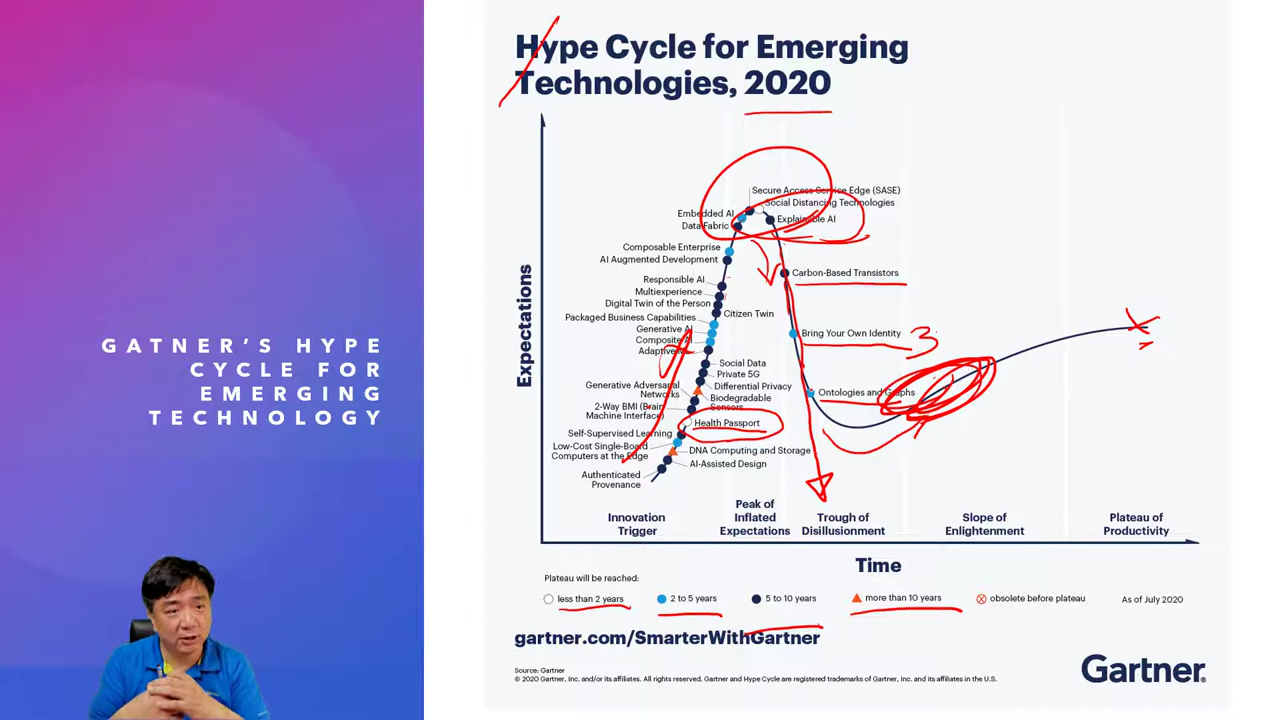 GATNER'S HYPE
CYCLE FOR
EMERGING
TECHNOLOGY
Hype Cycle for Emerging
Technologies, 2020
Expectations
Secure Access Service Edge (SASE)
Social Distancing Technologies
Embedded AI
Explainable AI
Data Fabric
Composable Enterprise
AI Augmented Development
Carbon-Based Transistors
Responsible AI
Multiexperience
Digital Twin of the Person
Citizen Twin
Packaged Business Capabilities
Generative AI
Bring Your Own Identity
3
Composite AI
Adaptive
Social Data
Private 5G
Generative Adversarial
Networks
Differential Privacy
Ontologies and Graphs
Biodegradable
Sensors
2-Way BMI (Brain
Machine Interface)
Health Passport
Self-Supervised Learning
Low-Cost Single-Board
Computers at the Edge
DNA Computing and Storage
AI-Assisted Design
Authenticated
Provenance
Innovation
Trigger
Peak of
Inflated
Expectations
Trough of
Disillusionment
Slope of
Enlightenment
Plateau of
Productivity
Time
Plateau will be reached:
less than 2 years
2 to 5 years
5 to 10 years
more than 10 years
obsolete before plateau
As of July 2020
gartner.com/SmarterWithGartner
Source: Gartner
© 2020 Gartner, Inc. and/or its affiliates. All rights reserved. Gartner and Hype Cycle are registered trademarks of Gartner, Inc. and its affiliates in the U.S.
Gartner®